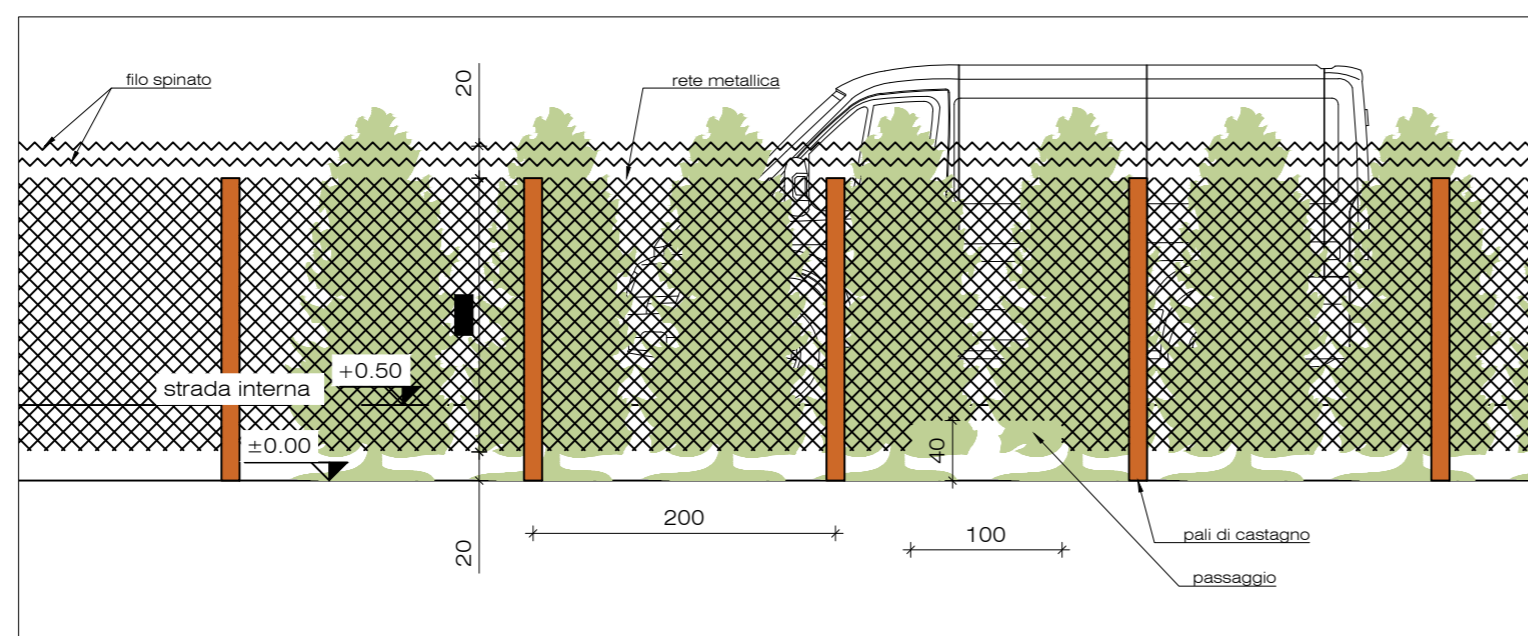 filo spinato
20
rete metallica
+0.50
strada interna
±0.00
40
200
100
20
pali di castagno
passaggio